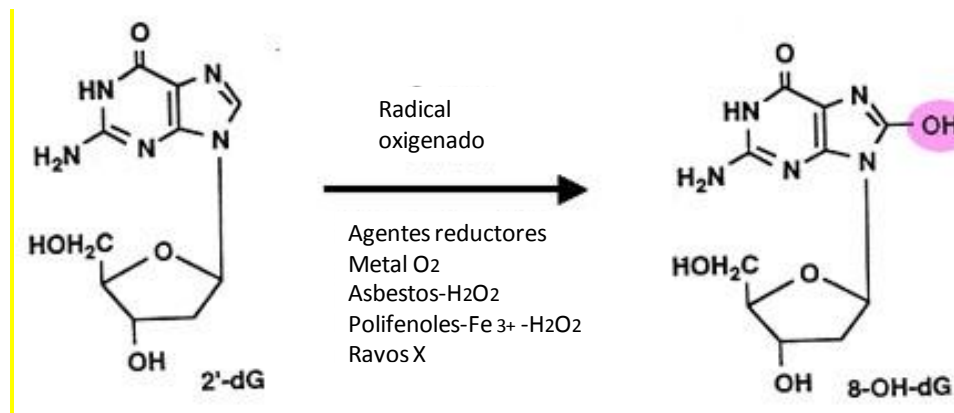 O
HN
N
H₂N
N
N
HOH₂C
O
OH
2'-dG
Radical
oxigenado
Agentes reductores
Metal O2
Asbestos-H2O2
Polifenoles-Fe 3+ -H2O2
Ravos X
O
HN
N
OH
H₂N
N
N
HOH₂C
O
OH
8-OH-dG